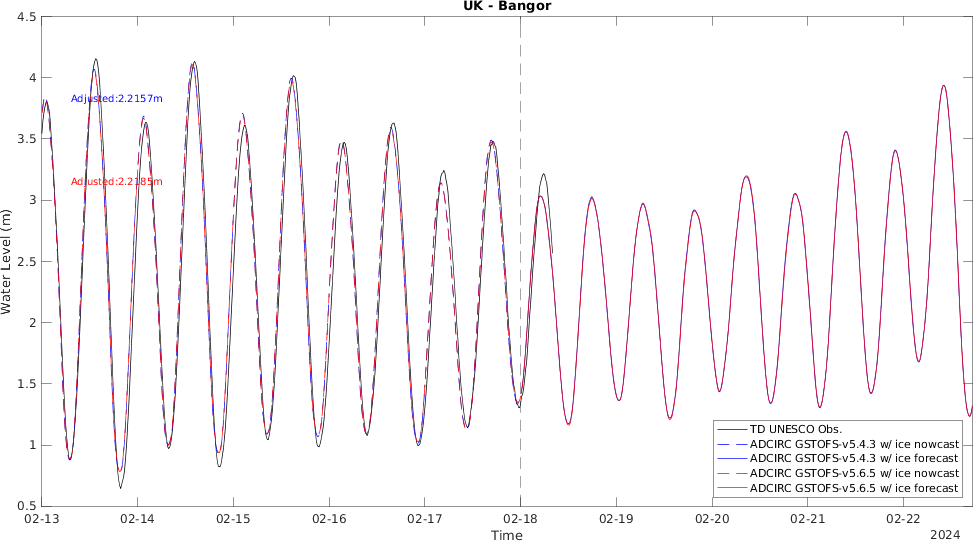 UK - Bangor
4.5
4
3.5
3
2.5
2
1.5
1
0.5
Water Level (m)
Adjusted:2.2157m
Adjusted:2.2185m
TD UNESCO Obs.
ADCIRC GSTOFS-v5.4.3 w/ ice nowcast
ADCIRC GSTOFS-v5.4.3 w/ ice forecast
ADCIRC GSTOFS-v5.6.5 w/ ice nowcast
ADCIRC GSTOFS-v5.6.5 w/ ice forecast
02-13 02-14 02-15 02-16 02-17 02-18 02-19 02-20 02-21 02-22
Time
2024